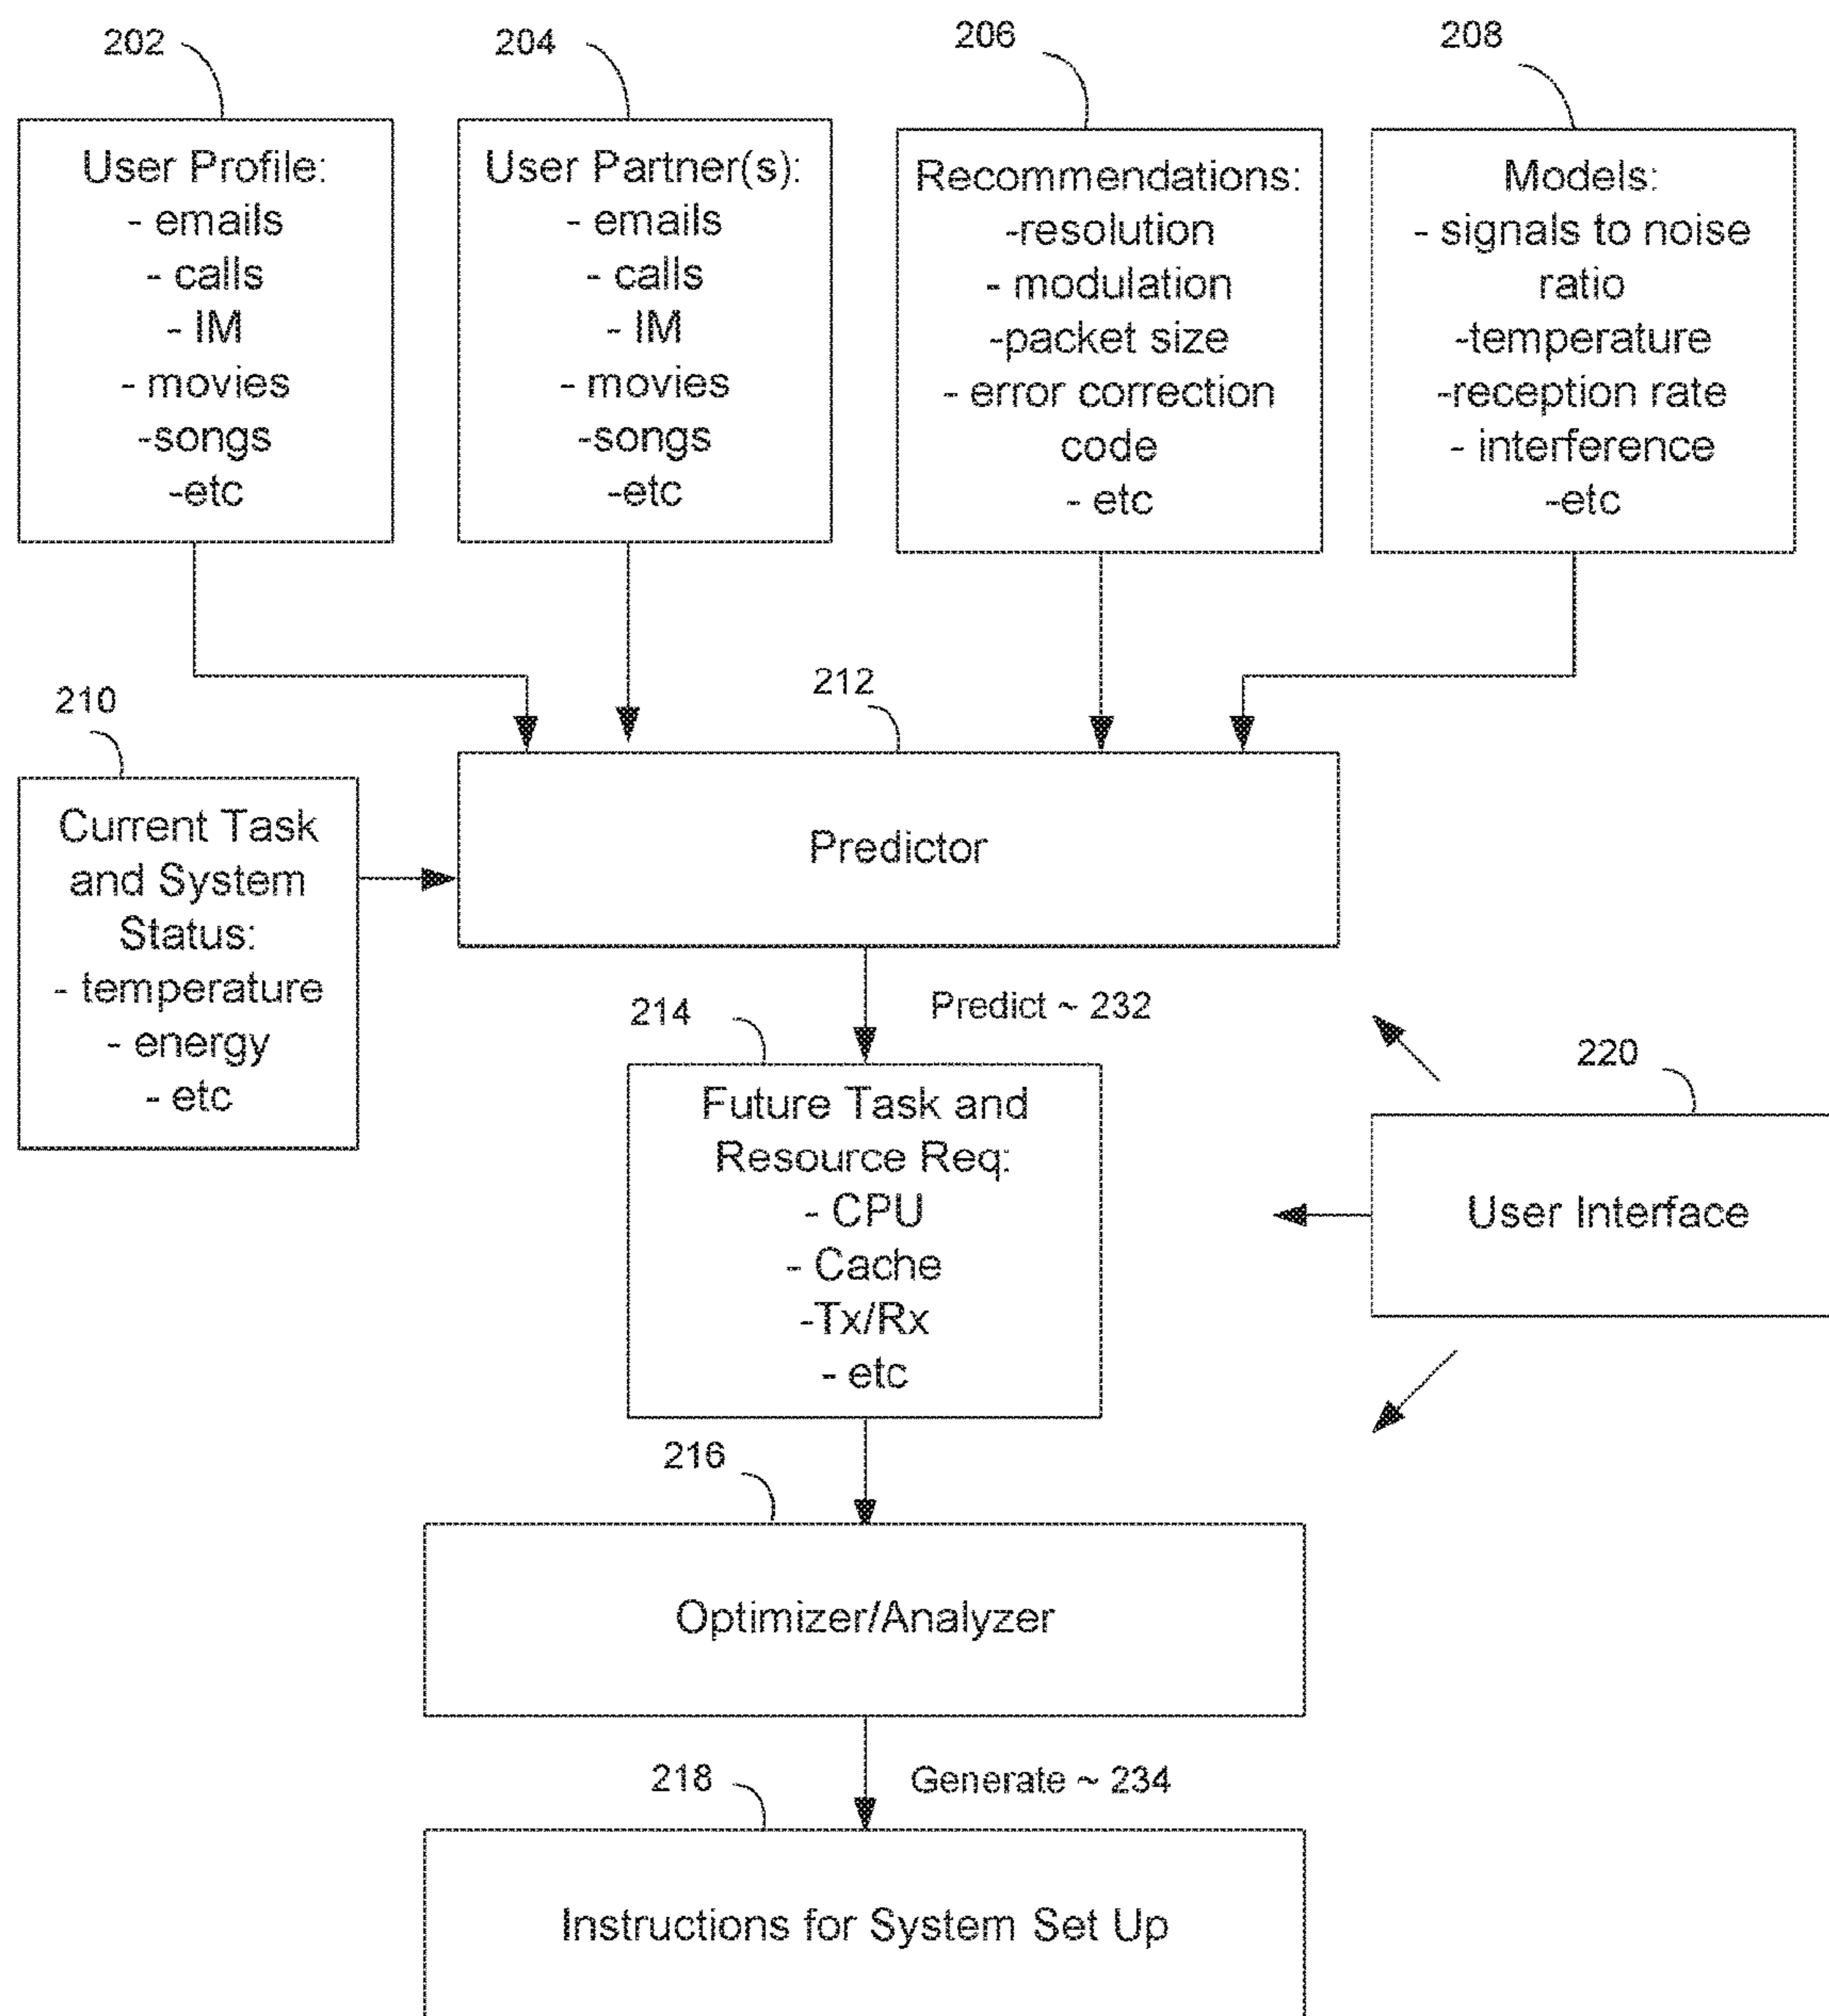 202
204
206
208
User Profile:
- emails
- calls
- IM
- movies
-songs
-etc
User Partner(s):
- emails
- calls
- IM
- movies
-songs
-etc
Recommendations:
-resolution
- modulation
-packet size
- error correction
code
- etc
Models:
- signals to noise
ratio
-temperature
-reception rate
- interference
-etc
210
212
Current Task
and System
Status:
- temperature
- energy
- etc
Predictor
214
Predict ~ 232
Future Task and
Resource Req:
- CPU
- Cache
-Tx/Rx
- etc
220
User Interface
216
Optimizer/Analyzer
218
Generate ~ 234
Instructions for System Set Up